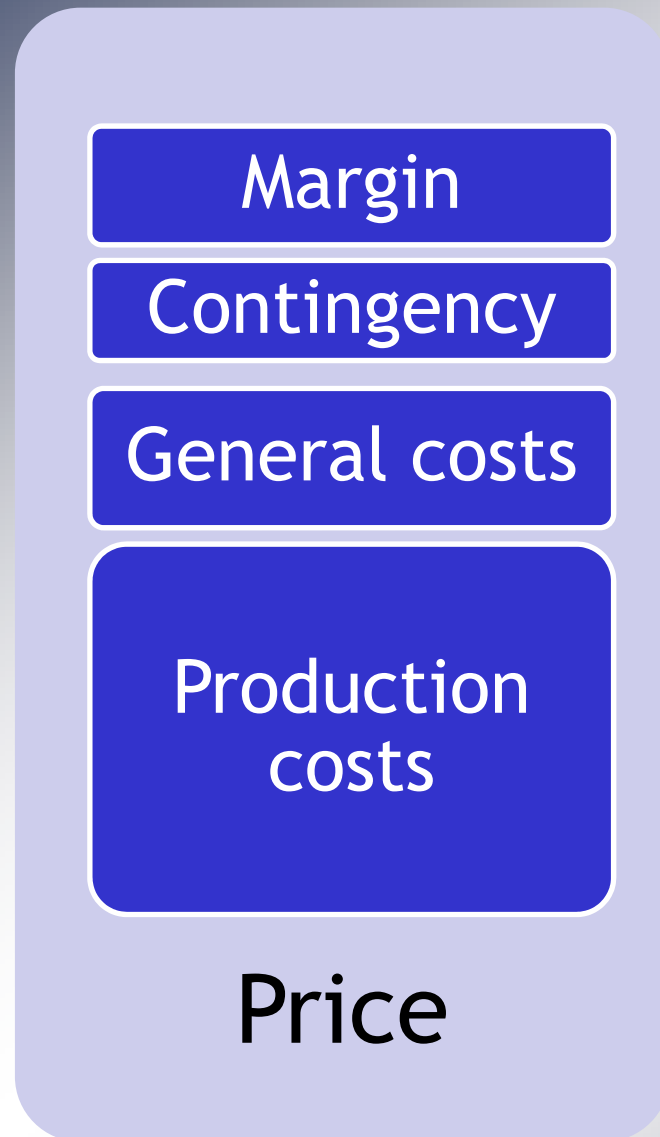 Margin
Contingency
General costs
Production
costs
Price